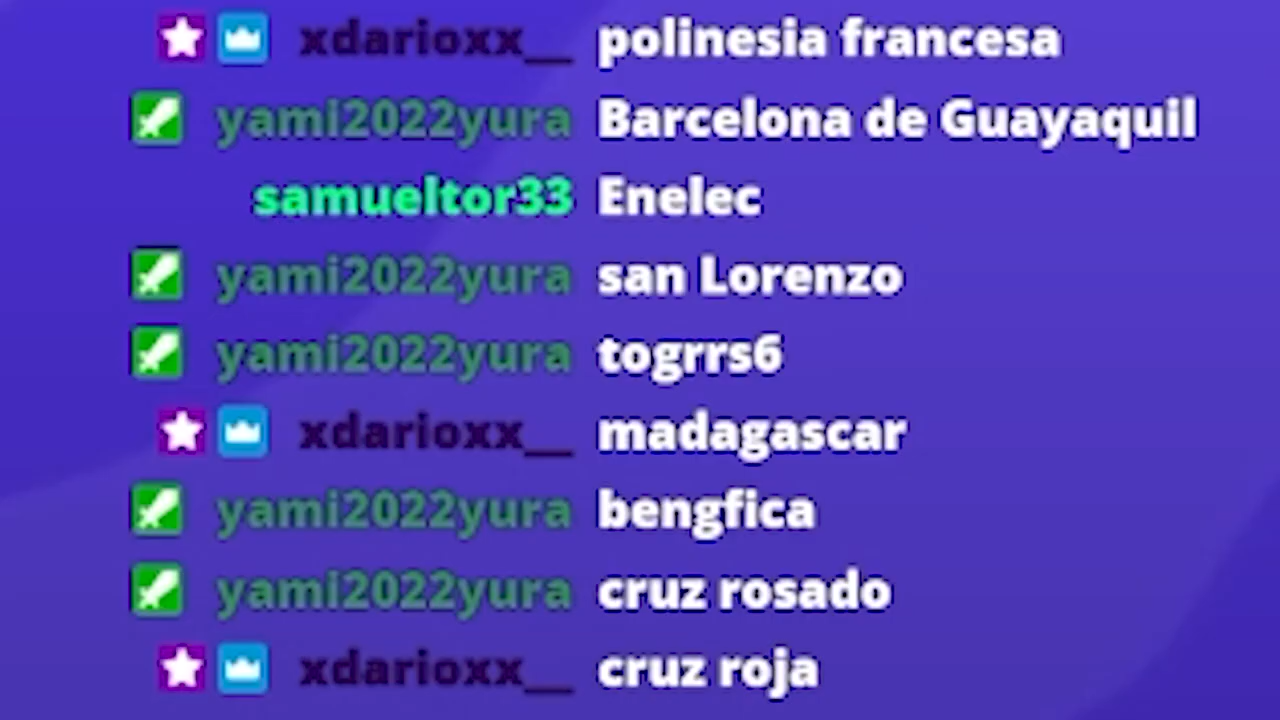 xdarioxx__ polinesia francesa
yami2022yura Barcelona de Guayaquil
samueltor33 Enelec
yami2022yura san Lorenzo
yami2022yura togrrs6
xdarioxx__ madagascar
yami2022yura bengfica
yami2022yura cruz rosado
xdarioxx__ cruz roja